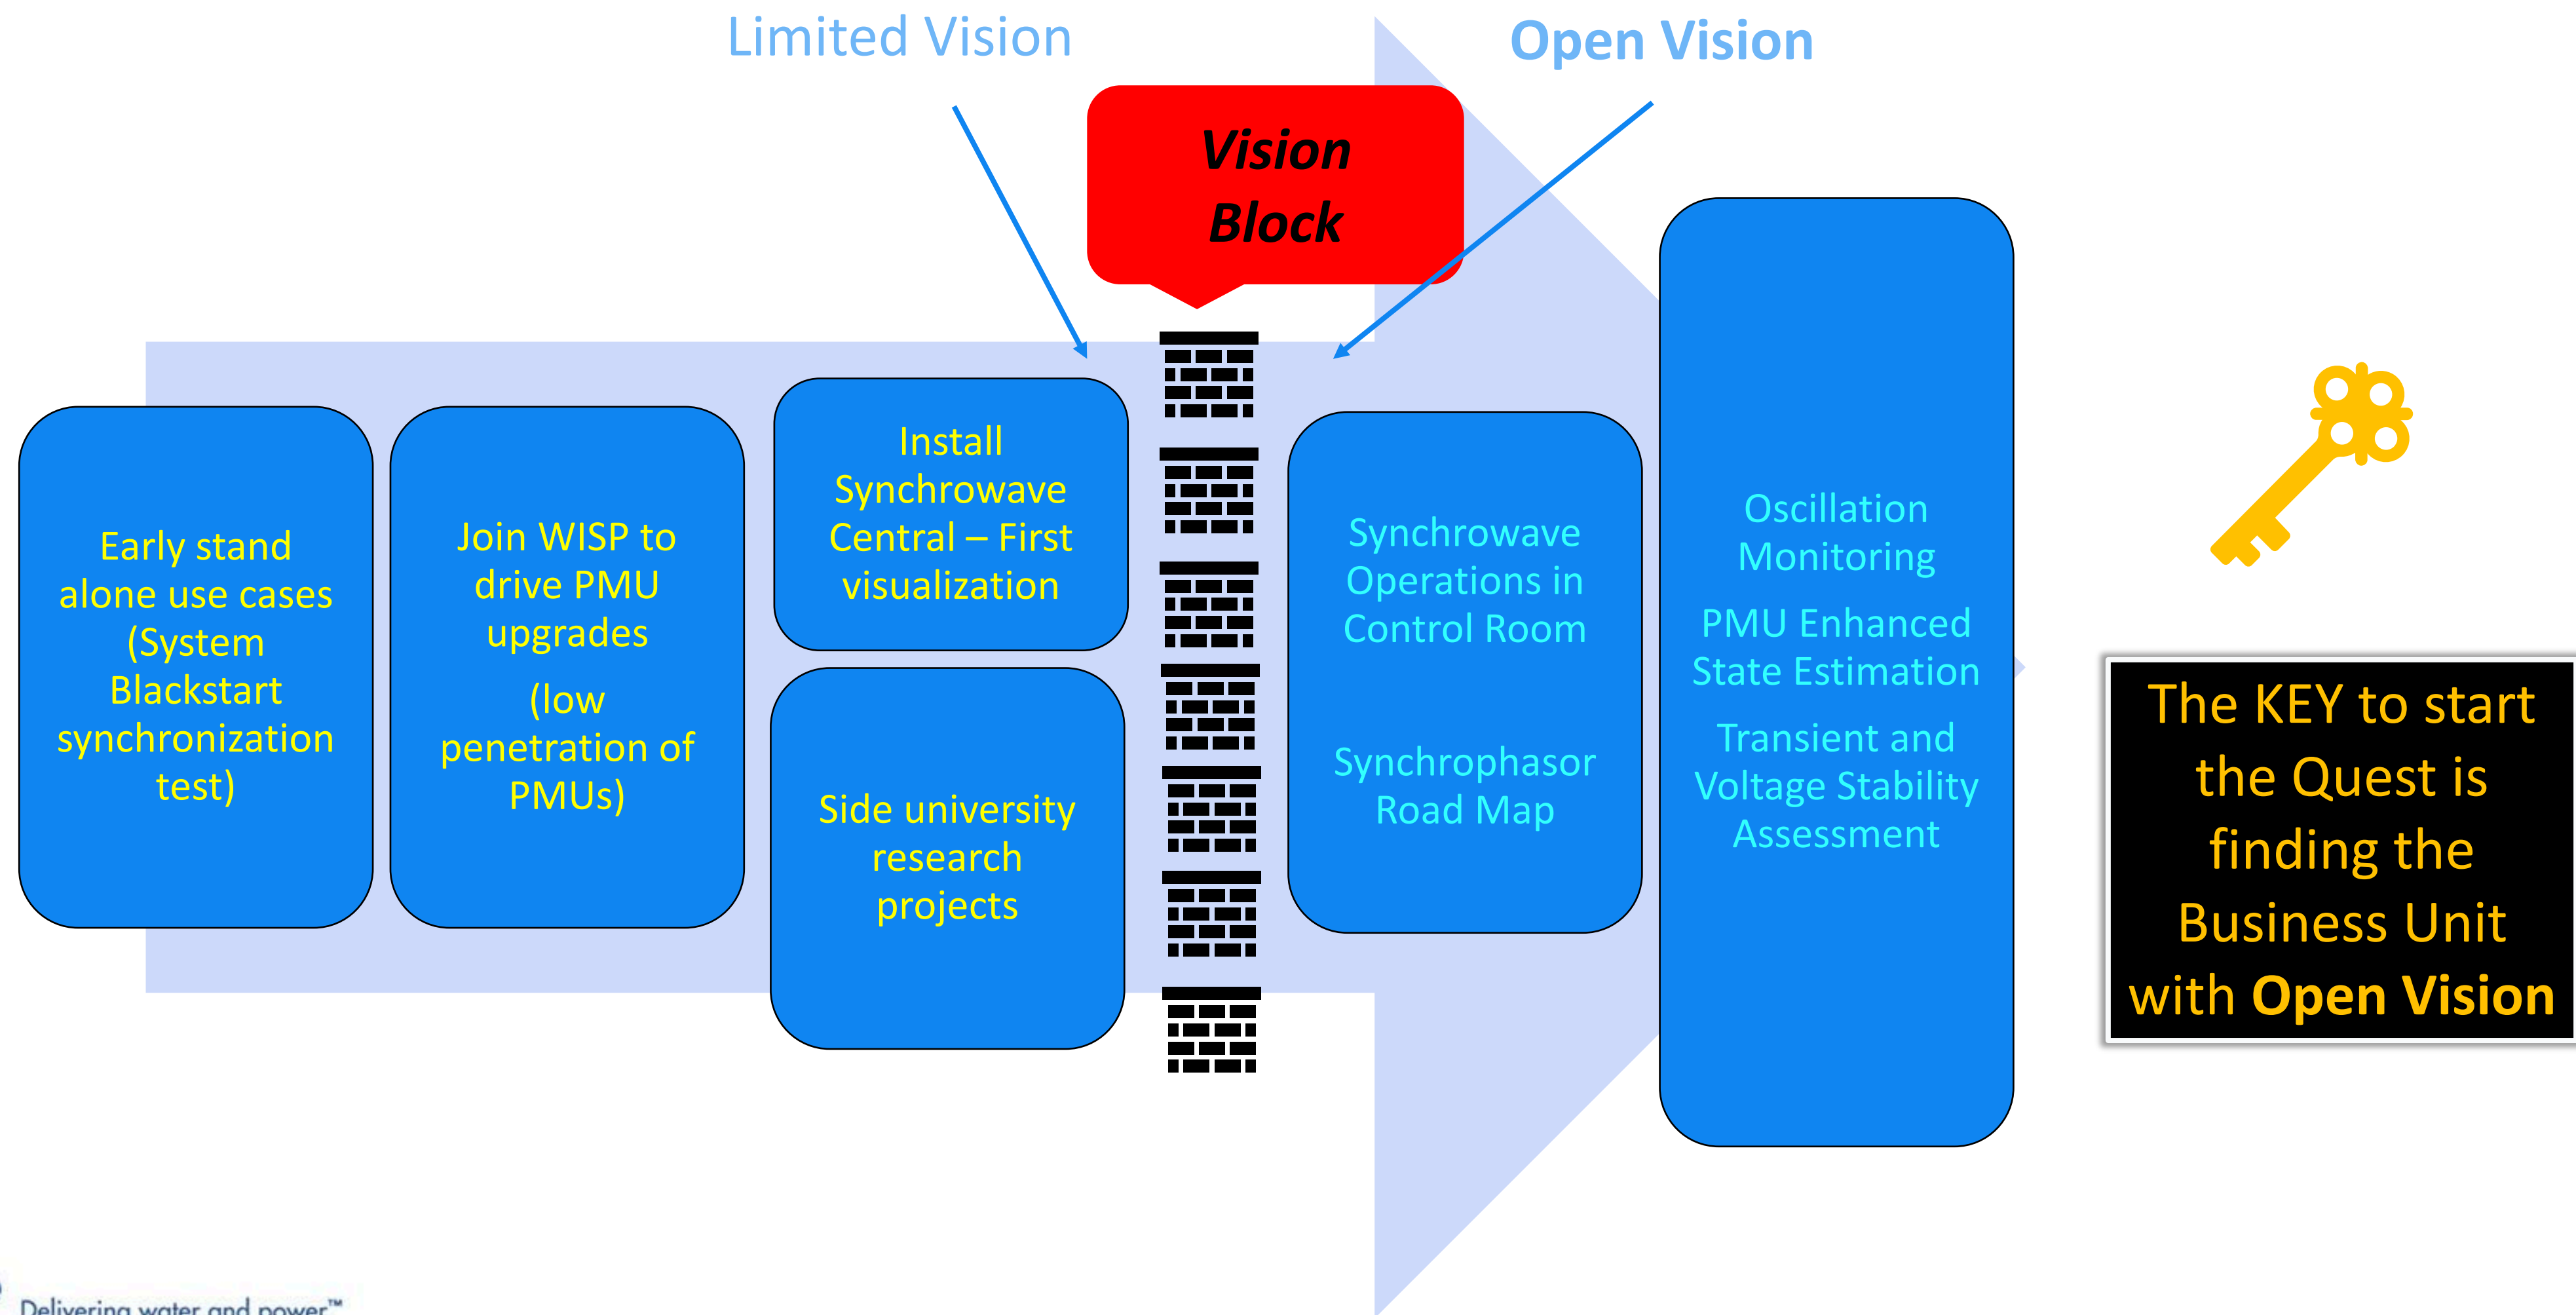 Limited Vision
Open Vision
Vision
Block
Early stand
alone use cases
(System
Blackstart
synchronization
test)
Join WISP to
drive PMU
upgrades
(low
penetration of
PMUs)
Install
Synchrowave
Central – First
visualization
Side university
research
projects
Synchrowave
Operations in
Control Room
Synchrophasor
Road Map
Oscillation
Monitoring
PMU Enhanced
State Estimation
Transient and
Voltage Stability
Assessment
The KEY to start
the Quest is
finding the
Business Unit
with Open Vision
Delivering water and power™